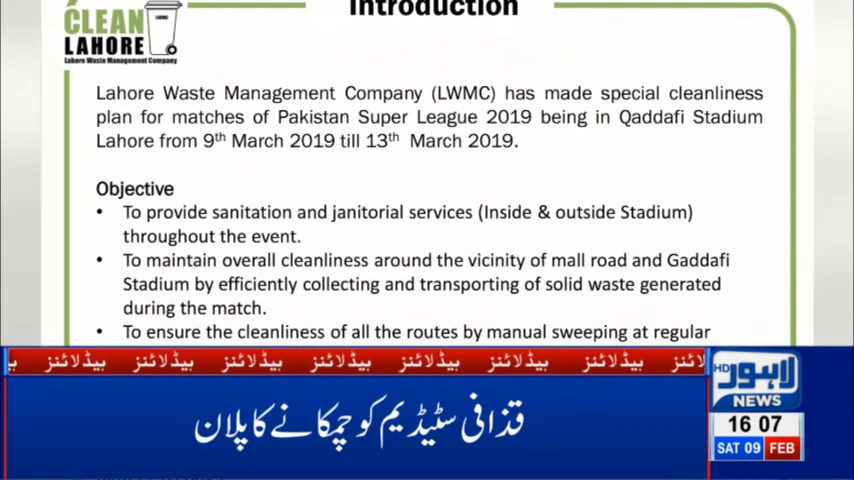 CLEAN
LAHORE
Lahore Waste Management Company
Introduction
Lahore Waste Management Company (LWMC) has made special cleanliness
plan for matches of Pakistan Super League 2019 being in Qaddafi Stadium
Lahore from 9th March 2019 till 13th March 2019.
Objective
• To provide sanitation and janitorial services (Inside & outside Stadium)
throughout the event.
• To maintain overall cleanliness around the vicinity of mall road and Gaddafi
Stadium by efficiently collecting and transporting of solid waste generated
during the match.
• To ensure the cleanliness of all the routes by manual sweeping at regular
ہیڈلائنز ہیڈلائنز ہیڈلائنز ہیڈلائنز ہیڈلائنز ہیڈلائنز ہیڈلائنز
قذافی سٹیڈیم کو چمکانے کا پلان
HD
لاہور
NEWS
16 07
SAT 09 FEB